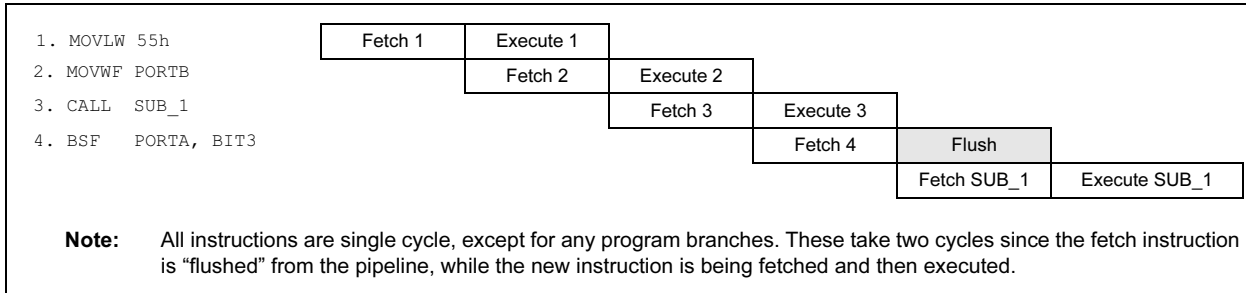 1. MOVLW 55h Fetch 1 Execute 1
2. MOVWF PORTB Fetch 2 Execute 2
3. CALL SUB_1 Fetch 3 Execute 3
4. BSF PORTA, BIT3 Fetch 4 Flush
Fetch SUB_1 Execute SUB_1
Note: All instructions are single cycle, except for any program branches. These take two cycles since the fetch instruction
is “flushed” from the pipeline, while the new instruction is being fetched and then executed.